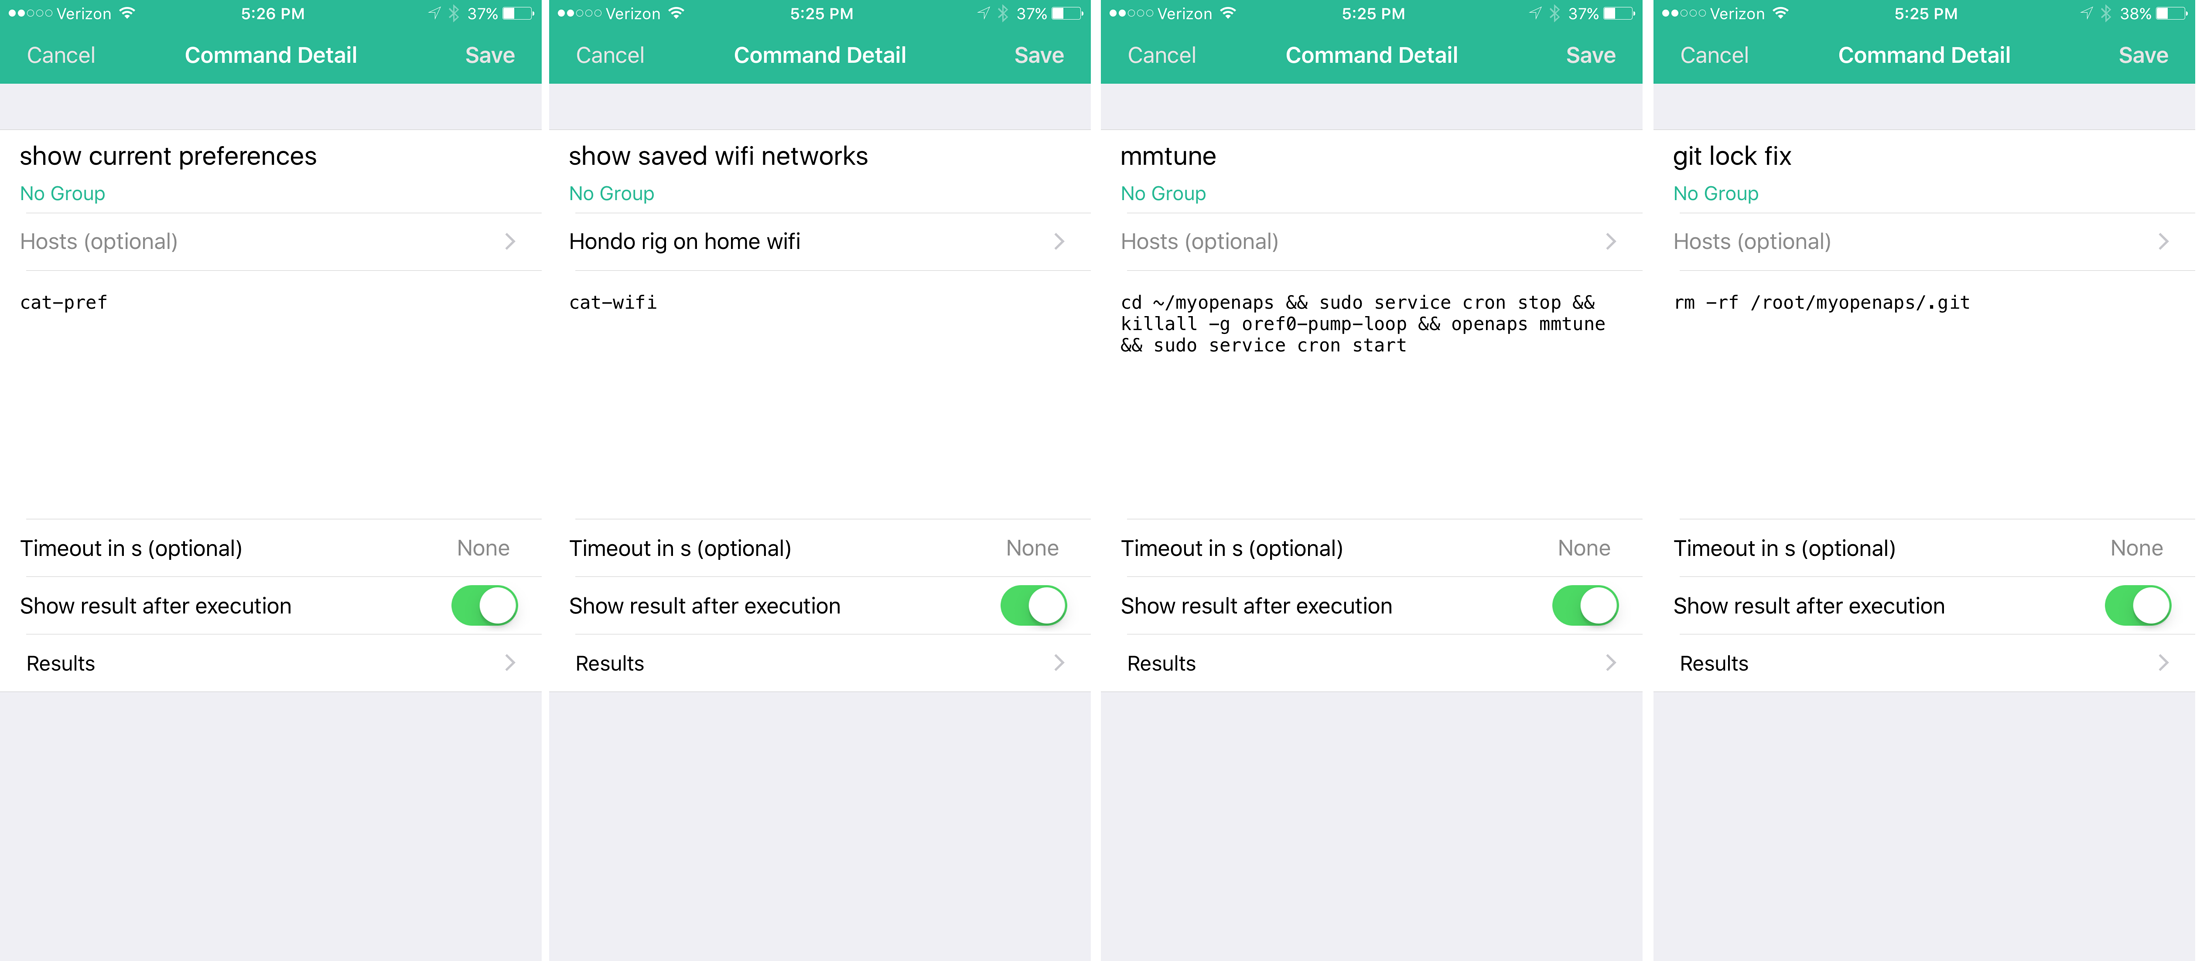 Verizon 5:26 PM 37%
Cancel Command Detail Save
show current preferences
No Group
Hosts (optional)
cat-pref
Timeout in s (optional) None
Show result after execution
Results
Verizon 5:25 PM 37%
Cancel Command Detail Save
show saved wifi networks
No Group
Hondo rig on home wifi
cat-wifi
Timeout in s (optional) None
Show result after execution
Results
Verizon 5:25 PM 37%
Cancel Command Detail Save
mmtune
No Group
Hosts (optional)
cd ~/myopenaps && sudo service cron stop &&
killall -g oref0-pump-loop && openaps mmtune
&& sudo service cron start
Timeout in s (optional) None
Show result after execution
Results
Verizon 5:25 PM 38%
Cancel Command Detail Save
git lock fix
No Group
Hosts (optional)
rm -rf /root/myopenaps/.git
Timeout in s (optional) None
Show result after execution
Results